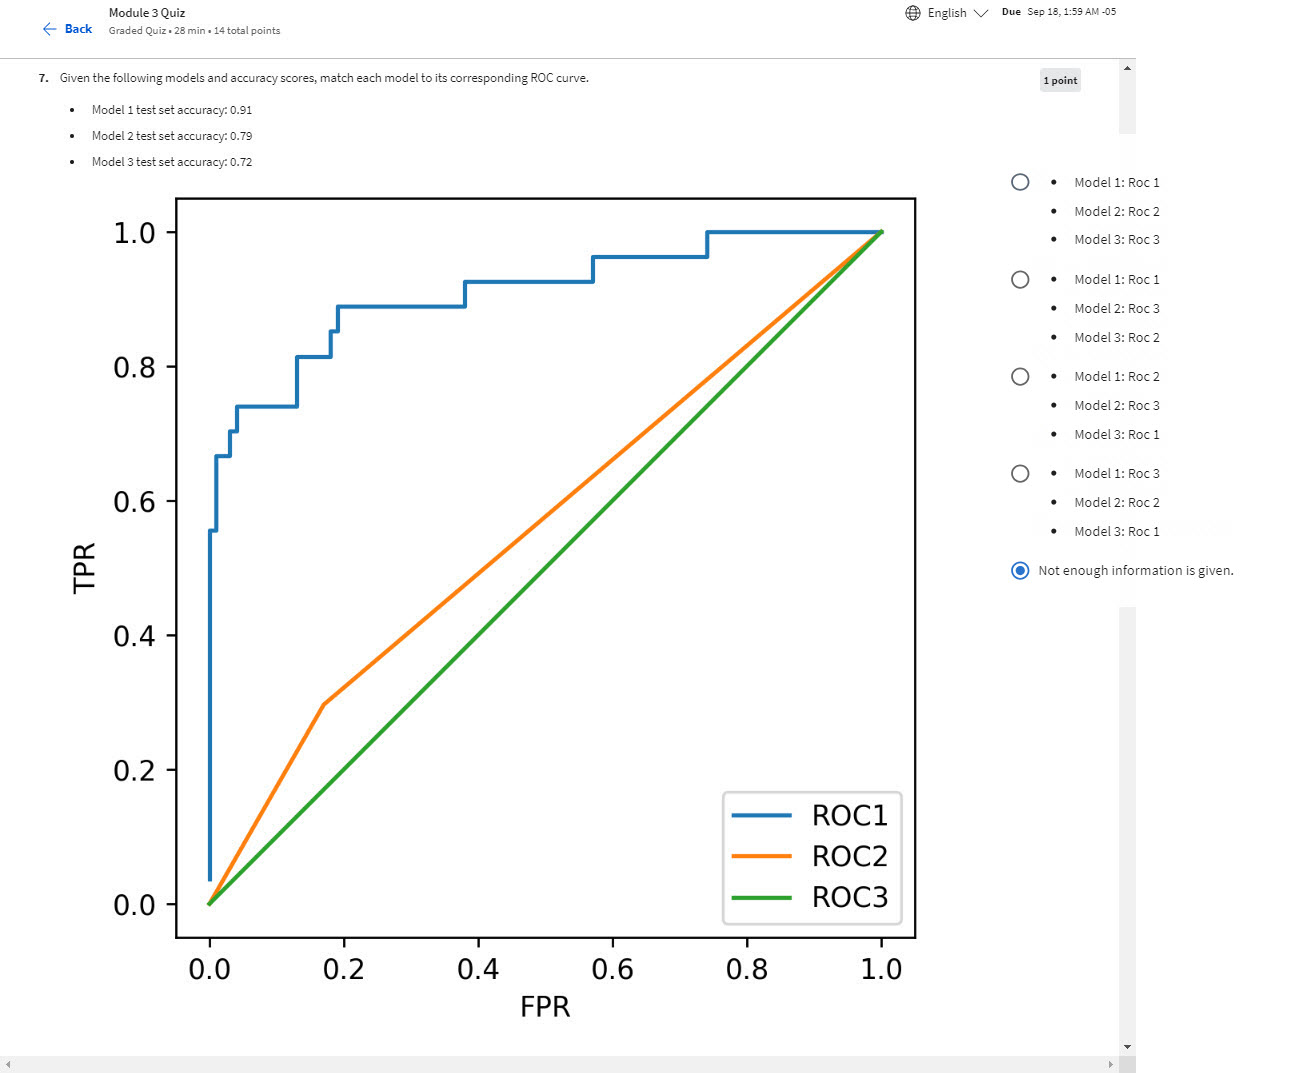 Module 3 Quiz
Back
Graded Quiz • 28 min • 14 total points
English
Due Sep 18, 1:59 AM -05
7. Given the following models and accuracy scores, match each model to its corresponding ROC curve.
1 point
• Model 1 test set accuracy: 0.91
• Model 2 test set accuracy: 0.79
• Model 3 test set accuracy: 0.72
1.0
0.8
0.6
0.4
0.2
0.0
TPR
0.0 0.2 0.4 0.6 0.8 1.0
FPR
ROC1
ROC2
ROC3
• Model 1: Roc 1
• Model 2: Roc 2
• Model 3: Roc 3
• Model 1: Roc 1
• Model 2: Roc 3
• Model 3: Roc 2
• Model 1: Roc 2
• Model 2: Roc 3
• Model 3: Roc 1
• Model 1: Roc 3
• Model 2: Roc 2
• Model 3: Roc 1
Not enough information is given.